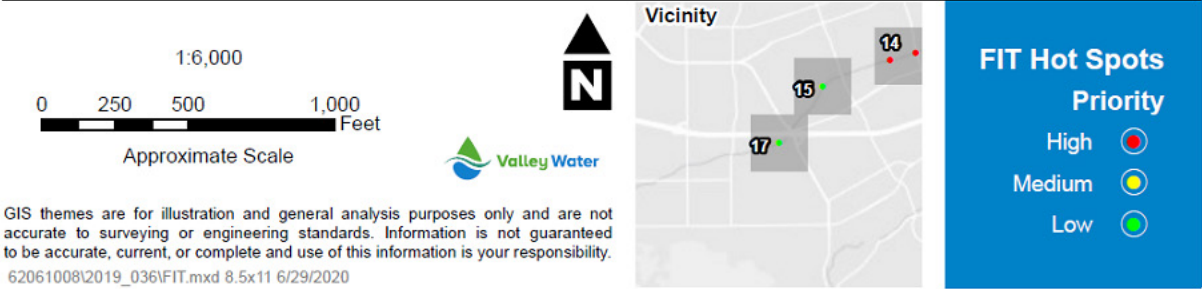 1:6,000
0 250 500 1,000
Feet
Approximate Scale
N
Valley Water
GIS themes are for illustration and general analysis purposes only and are not
accurate to surveying or engineering standards. Information is not guaranteed
to be accurate, current, or complete and use of this information is your responsibility.
62061008\2019_036\FIT.mxd 8.5x11 6/29/2020
Vicinity
14
15
17
FIT Hot Spots
Priority
High
Medium
Low